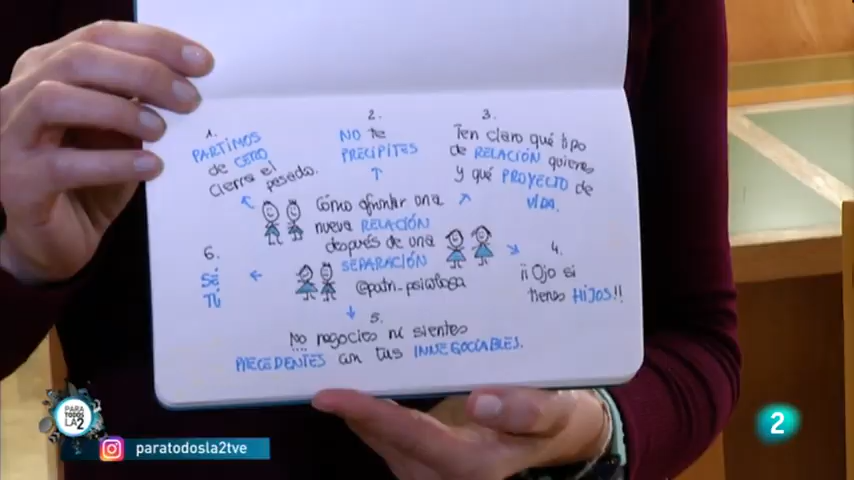 1.
PARTIMOS
de CERO
cierra el pasado.
2.
NO te
PRECIPITES
3.
Ten claro qué tipo
de RELACIÓN quieres
y qué PROYECTO de
VIDA.
Cómo afrontar una
nueva RELACIÓN
después de una
SEPARACIÓN
@patri_psicologa
4.
¡¡Ojo si
tienes HIJOS!!
5.
No negocies ni sientes
PRECEDENTES con tus INNEGOCIABLES.
6.
Sé
Tú
PARA
TODOS
LA2
paratodosla2tve
2